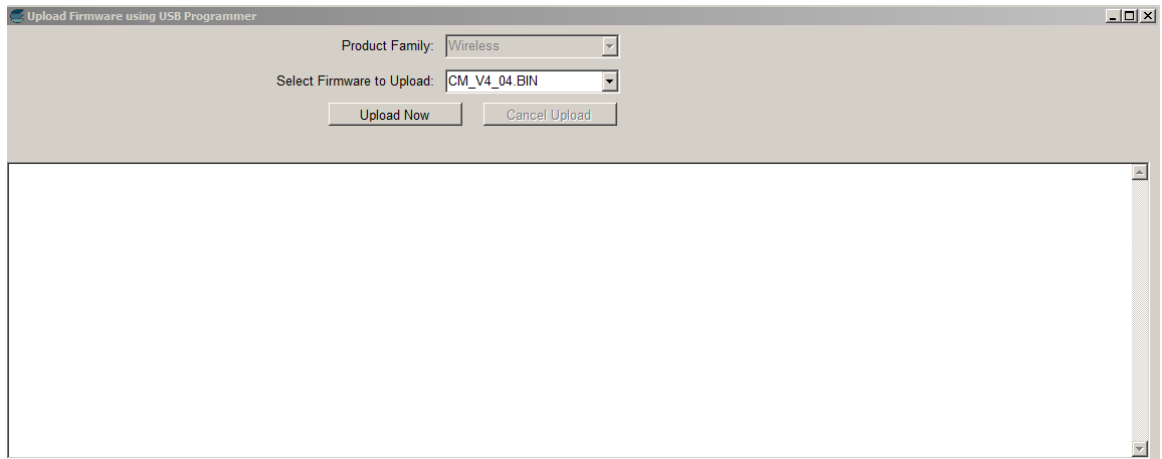 Upload Firmware using USB Programmer
Product Family: Wireless
Select Firmware to Upload: CM_V4_04.BIN
Upload Now Cancel Upload